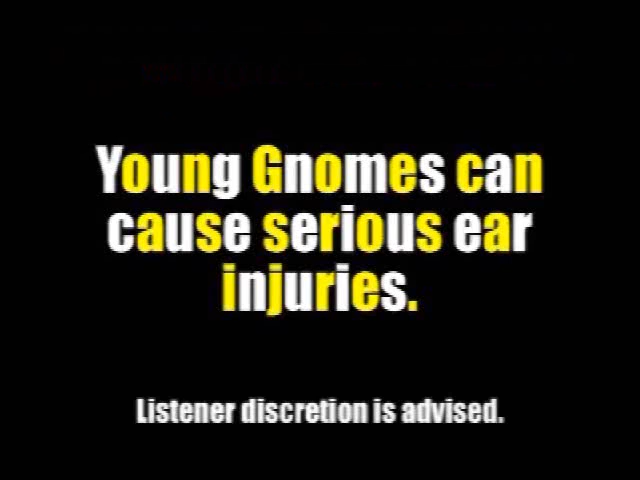 Young Gnomes can
cause serious ear
injuries.
Listener discretion is advised.